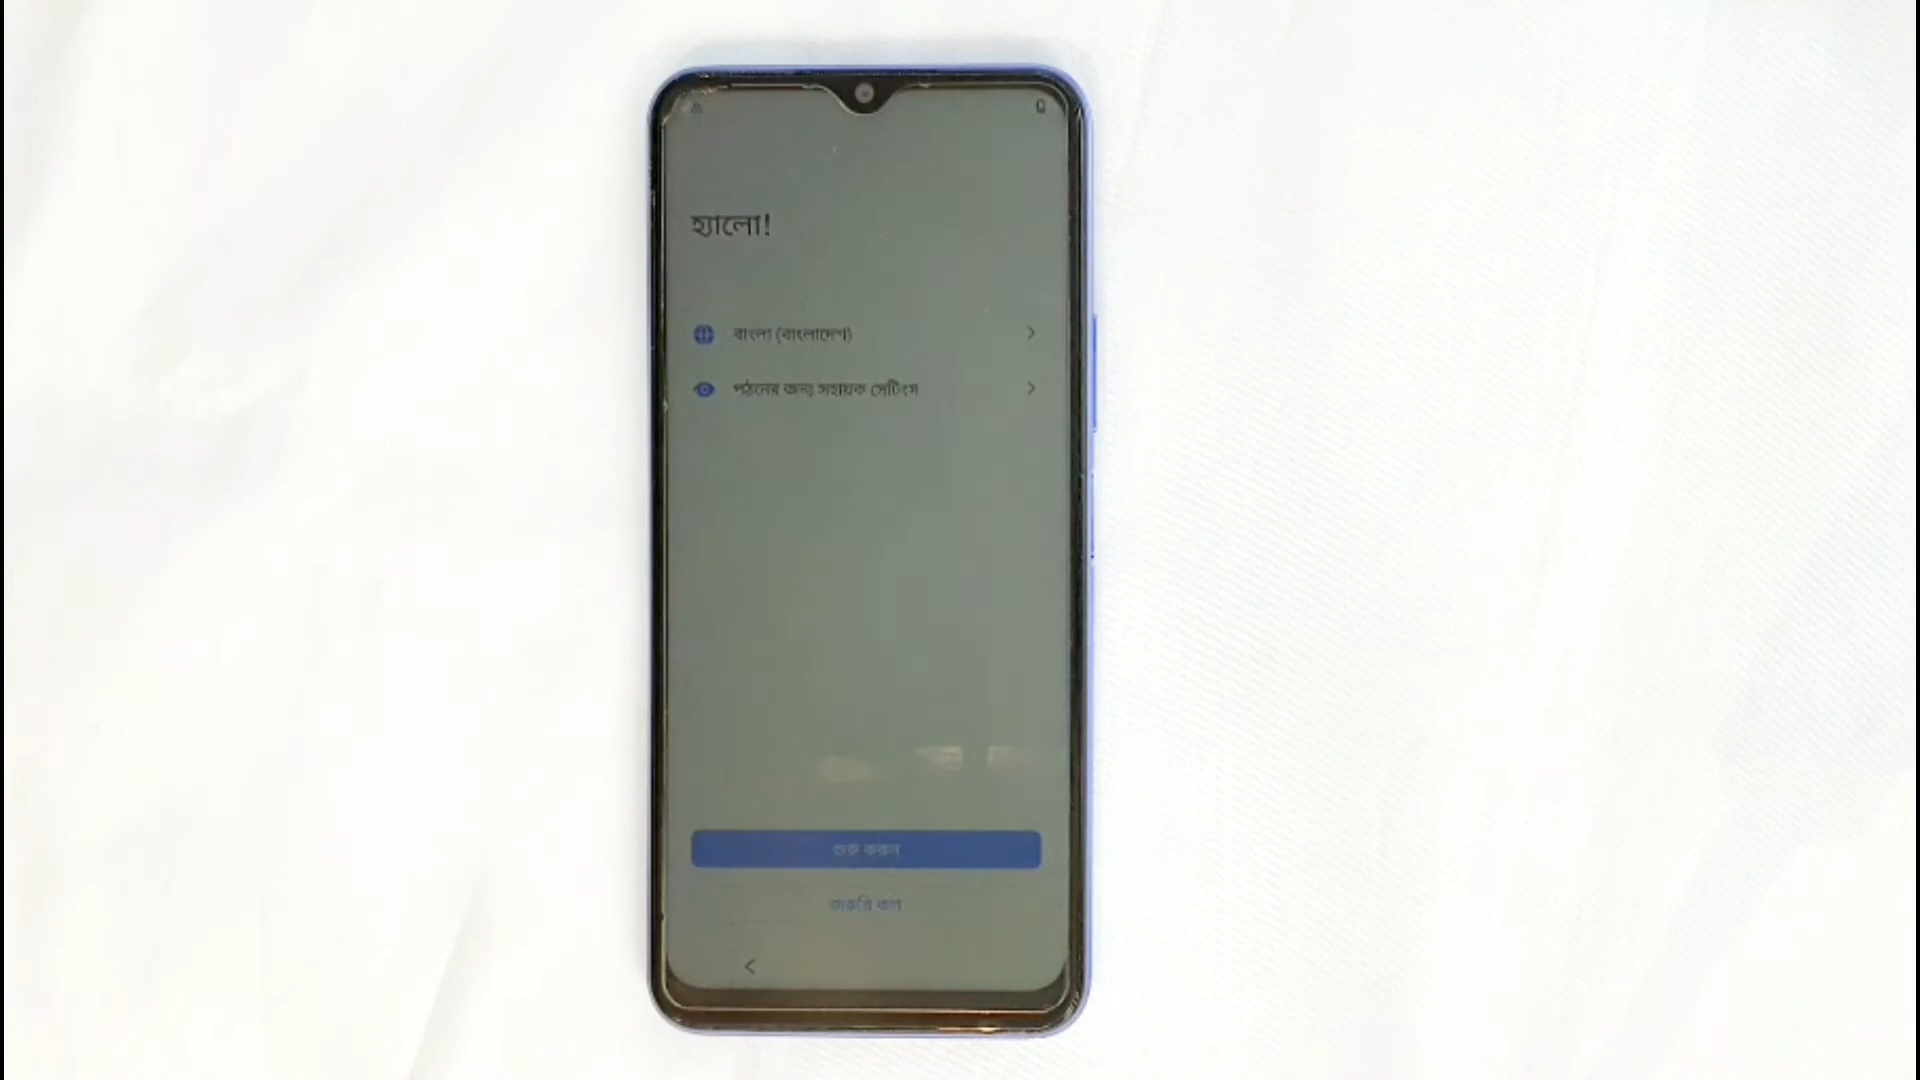 হ্যালো!
বাংলা (বাংলাদেশ)
পঠনের জন্য সহায়ক সেটিংস
শুরু করুন
জরুরি কল